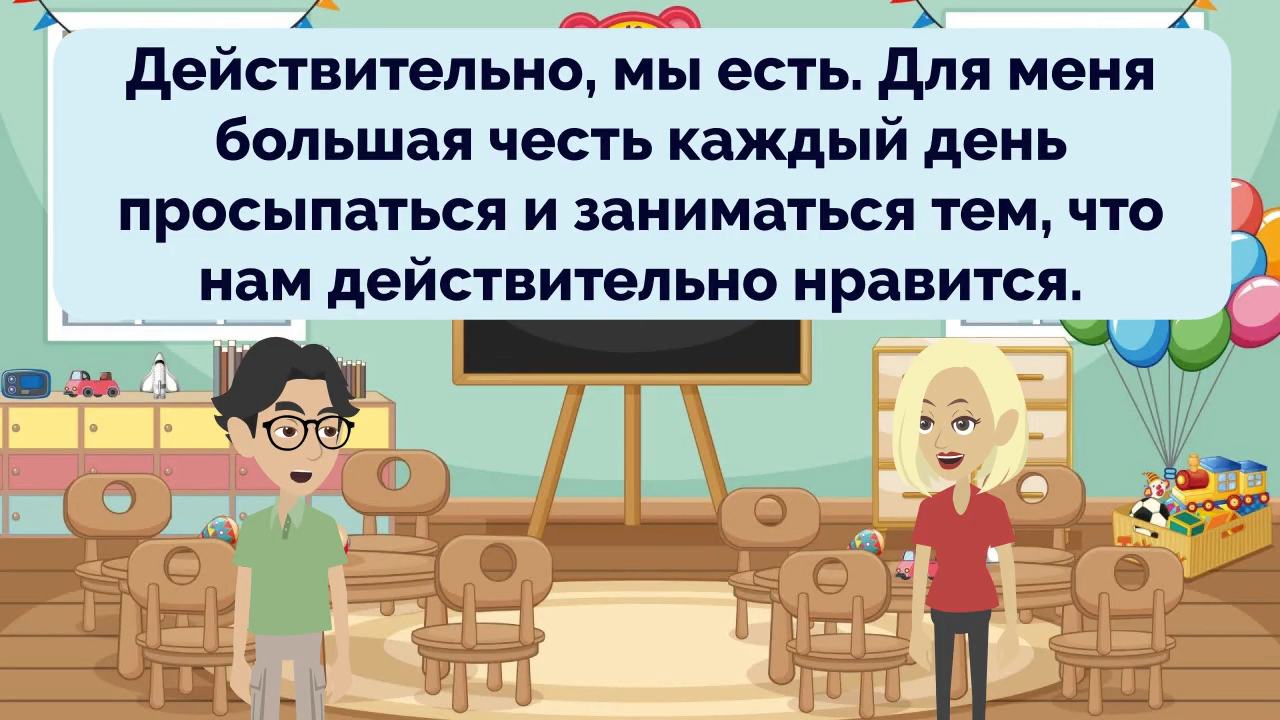 Действительно, мы есть. Для меня
большая честь каждый день
просыпаться и заниматься тем, что
нам действительно нравится.